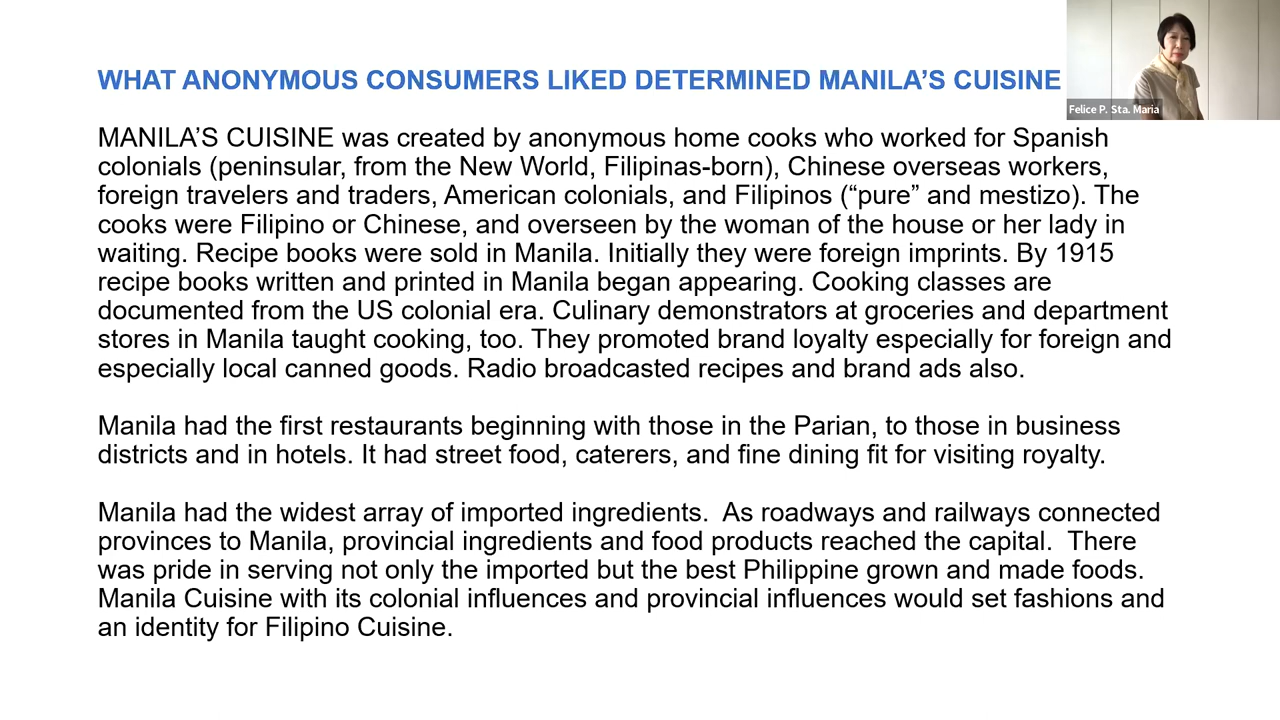 WHAT ANONYMOUS CONSUMERS LIKED DETERMINED MANILA’S CUISINE
Felice P. Sta. Maria
MANILA’S CUISINE was created by anonymous home cooks who worked for Spanish
colonials (peninsular, from the New World, Filipinas-born), Chinese overseas workers,
foreign travelers and traders, American colonials, and Filipinos (“pure” and mestizo). The
cooks were Filipino or Chinese, and overseen by the woman of the house or her lady in
waiting. Recipe books were sold in Manila. Initially they were foreign imprints. By 1915
recipe books written and printed in Manila began appearing. Cooking classes are
documented from the US colonial era. Culinary demonstrators at groceries and department
stores in Manila taught cooking, too. They promoted brand loyalty especially for foreign and
especially local canned goods. Radio broadcasted recipes and brand ads also.
Manila had the first restaurants beginning with those in the Parian, to those in business
districts and in hotels. It had street food, caterers, and fine dining fit for visiting royalty.
Manila had the widest array of imported ingredients.  As roadways and railways connected
provinces to Manila, provincial ingredients and food products reached the capital.  There
was pride in serving not only the imported but the best Philippine grown and made foods.
Manila Cuisine with its colonial influences and provincial influences would set fashions and
an identity for Filipino Cuisine.